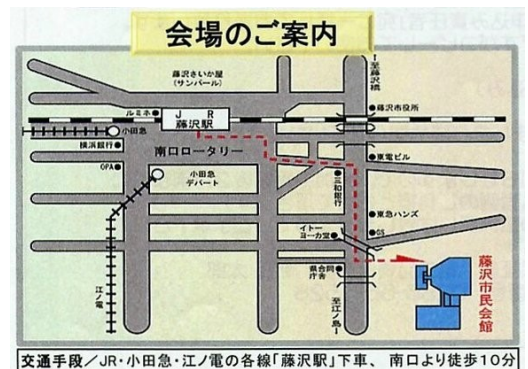 会場のご案内
藤沢さいか屋
(サンパール)
至藤沢橋
ルミネ
JR
藤沢駅
藤沢市役所
小田急
横浜銀行
南口ロータリー
東電ビル
OPA
小田急
デパート
三和銀行
東急ハンズ
イトー
ヨーカ堂
GS
江ノ電
県合同
庁舎
至江ノ島
藤沢市民会館
交通手段/JR・小田急・江ノ電の各線「藤沢駅」下車、 南口より徒歩10分